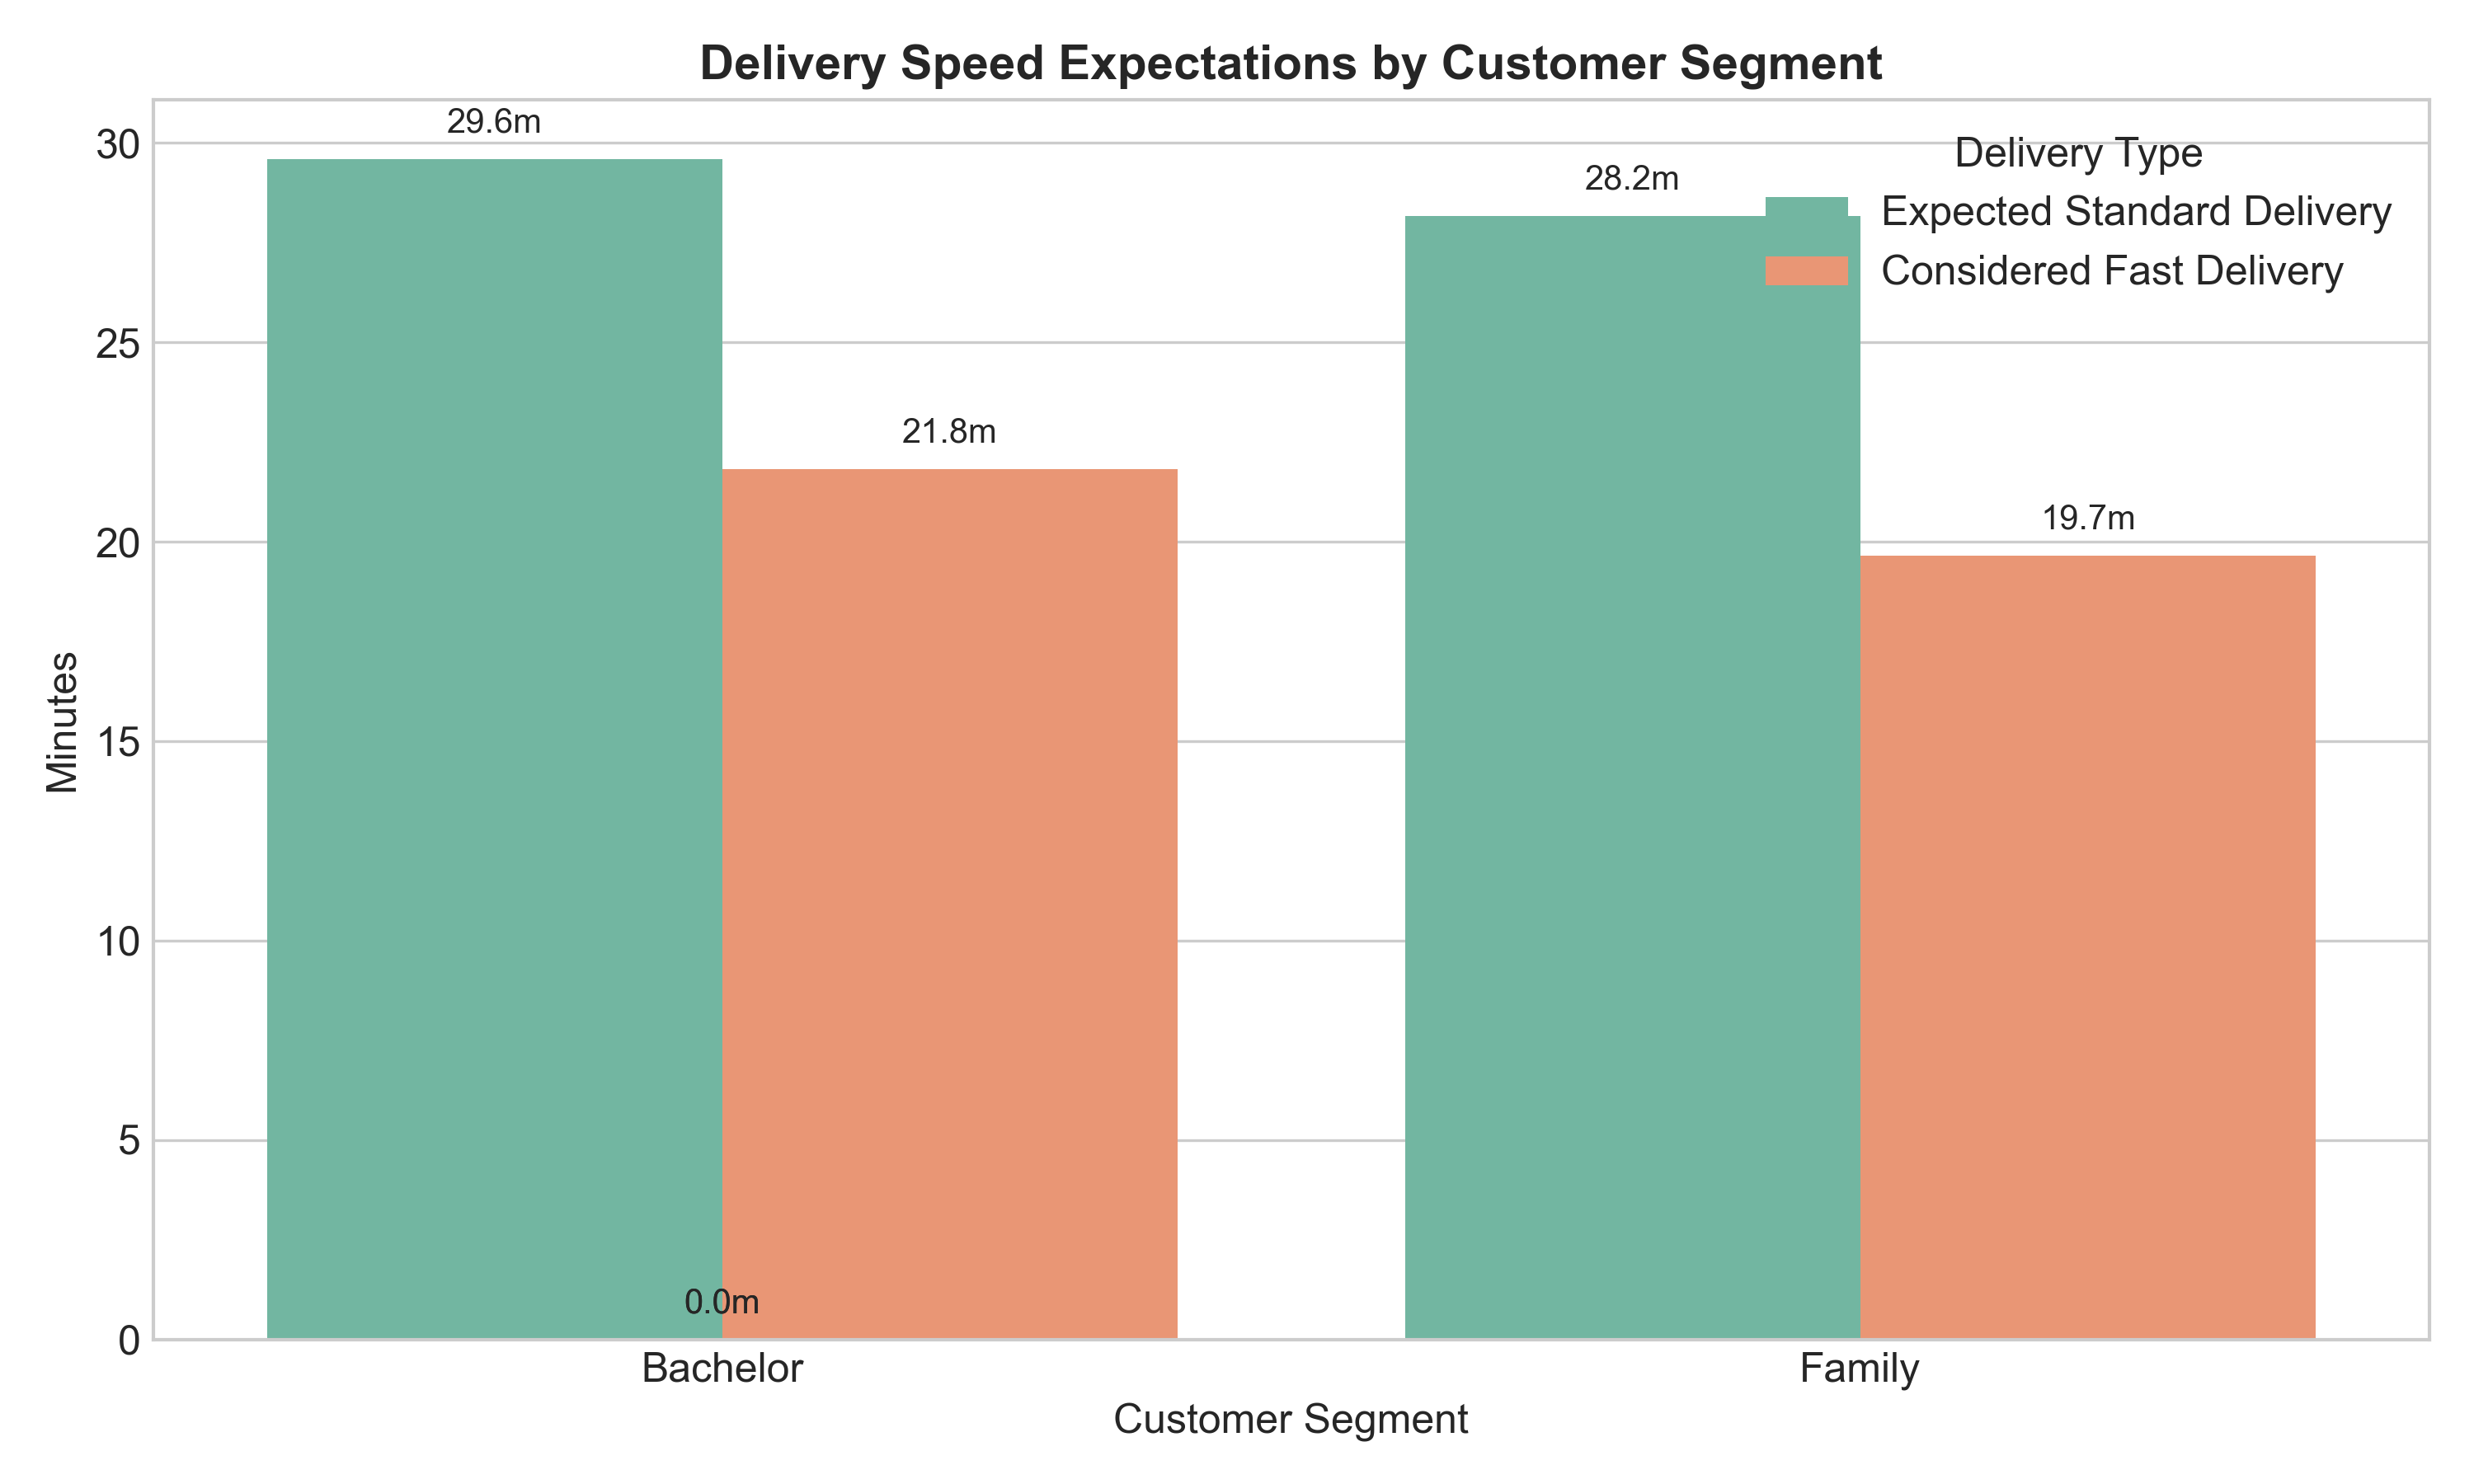 Delivery Speed Expectations by Customer Segment
29.6m
28.2m
21.8m
19.7m
0.0m
Delivery Type
Expected Standard Delivery
Considered Fast Delivery
30
25
20
15
10
5
0
Minutes
Bachelor
Family
Customer Segment